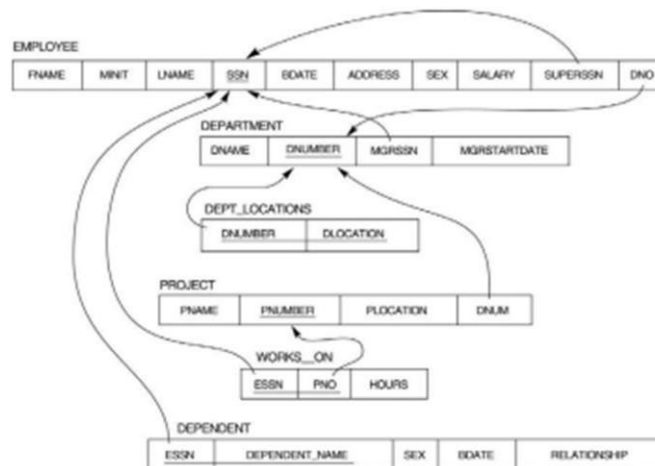 EMPLOYEE
FNAME MINIT LNAME SSN BDATE ADDRESS SEX SALARY SUPERSSN DNO
DEPARTMENT
DNAME DNUMBER MGRSSN MGRSTARTDATE
DEPT_LOCATIONS
DNUMBER DLOCATION
PROJECT
PNAME PNUMBER PLOCATION DNUM
WORKS_ON
ESSN PNO HOURS
DEPENDENT
ESSN DEPENDENT_NAME SEX BDATE RELATIONSHIP